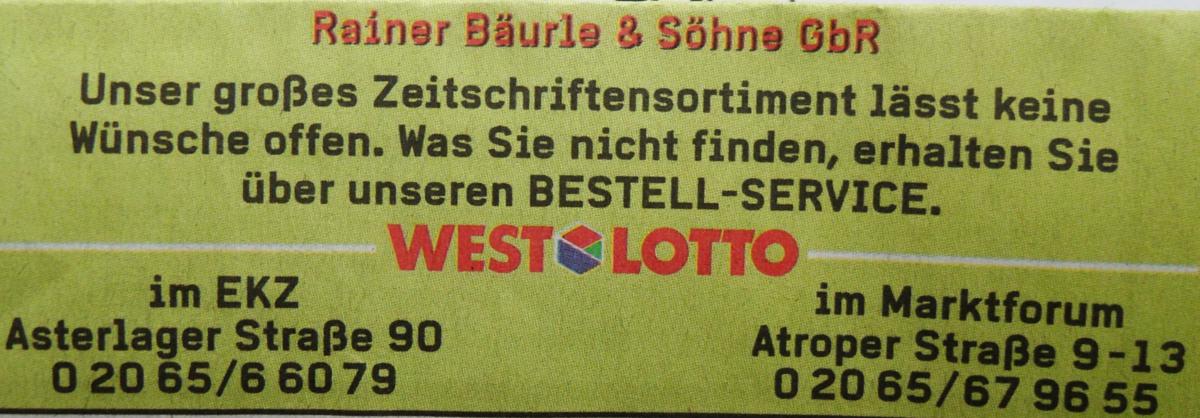 Rainer Bäurle & Söhne GbR
Unser großes Zeitschriftensortiment lässt keine
Wünsche offen. Was Sie nicht finden, erhalten Sie
über unseren BESTELL-SERVICE.
WEST LOTTO
im EKZ
Asterlager Straße 90
0 20 65/6 60 79
im Marktforum
Atroper Straße 9-13
0 20 65/67 96 55